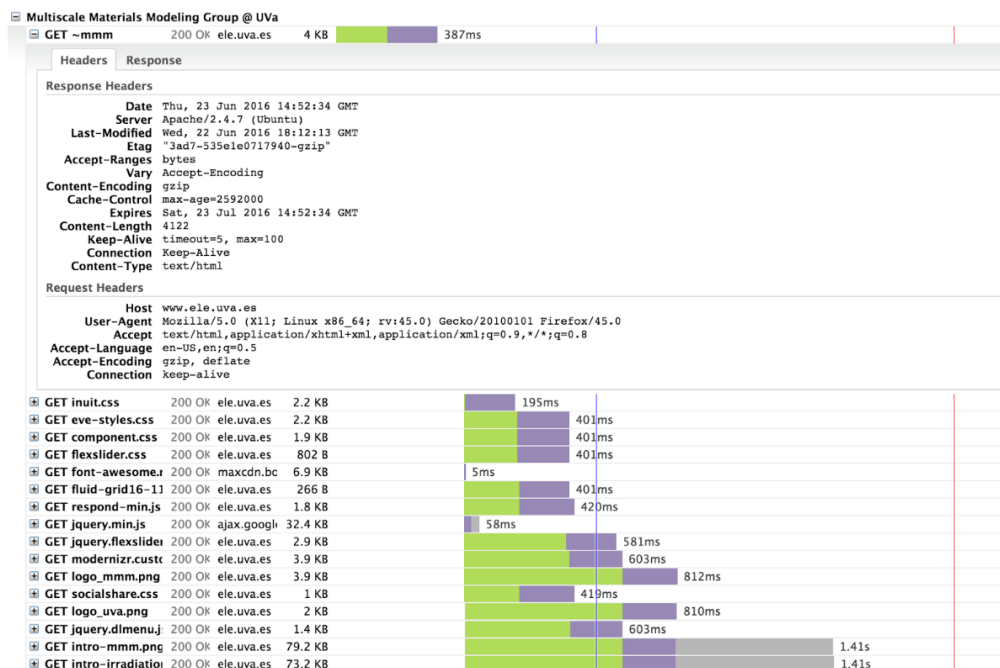 Multiscale Materials Modeling Group @ UVa
GET ~mmm 200 OK ele.uva.es 4 KB 387ms
Headers Response
Response Headers
Date Thu, 23 Jun 2016 14:52:34 GMT
Server Apache/2.4.7 (Ubuntu)
Last-Modified Wed, 22 Jun 2016 18:12:13 GMT
Etag "3ad7-535e1e0717940-gzip"
Accept-Ranges bytes
Vary Accept-Encoding
Content-Encoding gzip
Cache-Control max-age=2592000
Expires Sat, 23 Jul 2016 14:52:34 GMT
Content-Length 4122
Keep-Alive timeout=5, max=100
Connection Keep-Alive
Content-Type text/html
Request Headers
Host www.ele.uva.es
User-Agent Mozilla/5.0 (X11; Linux x86_64; rv:45.0) Gecko/20100101 Firefox/45.0
Accept text/html,application/xhtml+xml,application/xml;q=0.9,*/*;q=0.8
Accept-Language en-US,en;q=0.5
Accept-Encoding gzip, deflate
Connection keep-alive
GET inuit.css 200 OK ele.uva.es 2.2 KB 195ms
GET eve-styles.css 200 OK ele.uva.es 2.2 KB 401ms
GET component.css 200 OK ele.uva.es 1.9 KB 401ms
GET flexslider.css 200 OK ele.uva.es 802 B 401ms
GET font-awesome.r 200 OK maxcdn.bo 6.9 KB 5ms
GET fluid-grid16-11 200 OK ele.uva.es 266 B 401ms
GET respond-min.js 200 OK ele.uva.es 1.8 KB 420ms
GET jquery.min.js 200 OK ajax.googl 32.4 KB 58ms
GET jquery.flexslider 200 OK ele.uva.es 2.9 KB 581ms
GET modernizr.custo 200 OK ele.uva.es 3.9 KB 603ms
GET logo_mmm.png 200 OK ele.uva.es 3.9 KB 812ms
GET socialshare.css 200 OK ele.uva.es 1 KB 419ms
GET logo_uva.png 200 OK ele.uva.es 2 KB 810ms
GET jquery.dlmenu.j 200 OK ele.uva.es 1.4 KB 603ms
GET intro-mmm.png 200 OK ele.uva.es 79.2 KB 1.41s
GET intro-irradiation 200 OK ele.uva.es 73.2 KB 1.41s